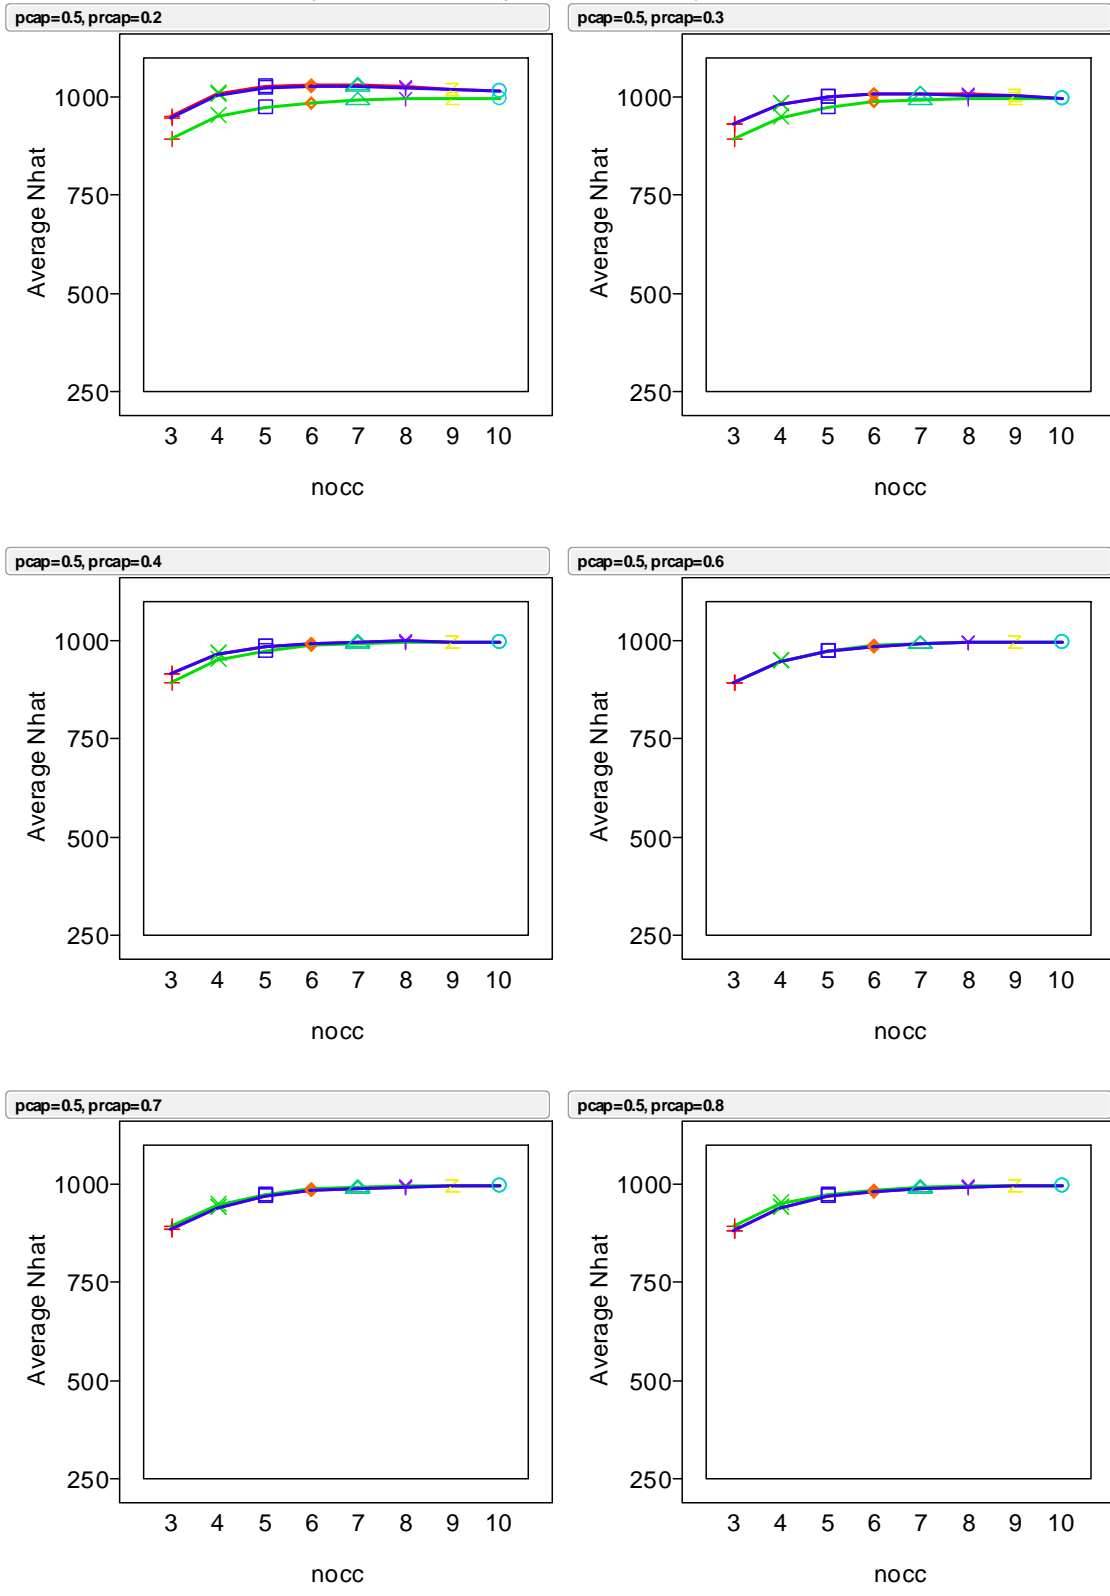 pcap=0.5, prcap=0.2
Average Nhat
1000
750
500
250
3 4 5 6 7 8 9 10
nocc
pcap=0.5, prcap=0.3
Average Nhat
1000
750
500
250
3 4 5 6 7 8 9 10
nocc
pcap=0.5, prcap=0.4
Average Nhat
1000
750
500
250
3 4 5 6 7 8 9 10
nocc
pcap=0.5, prcap=0.6
Average Nhat
1000
750
500
250
3 4 5 6 7 8 9 10
nocc
pcap=0.5, prcap=0.7
Average Nhat
1000
750
500
250
3 4 5 6 7 8 9 10
nocc
pcap=0.5, prcap=0.8
Average Nhat
1000
750
500
250
3 4 5 6 7 8 9 10
nocc